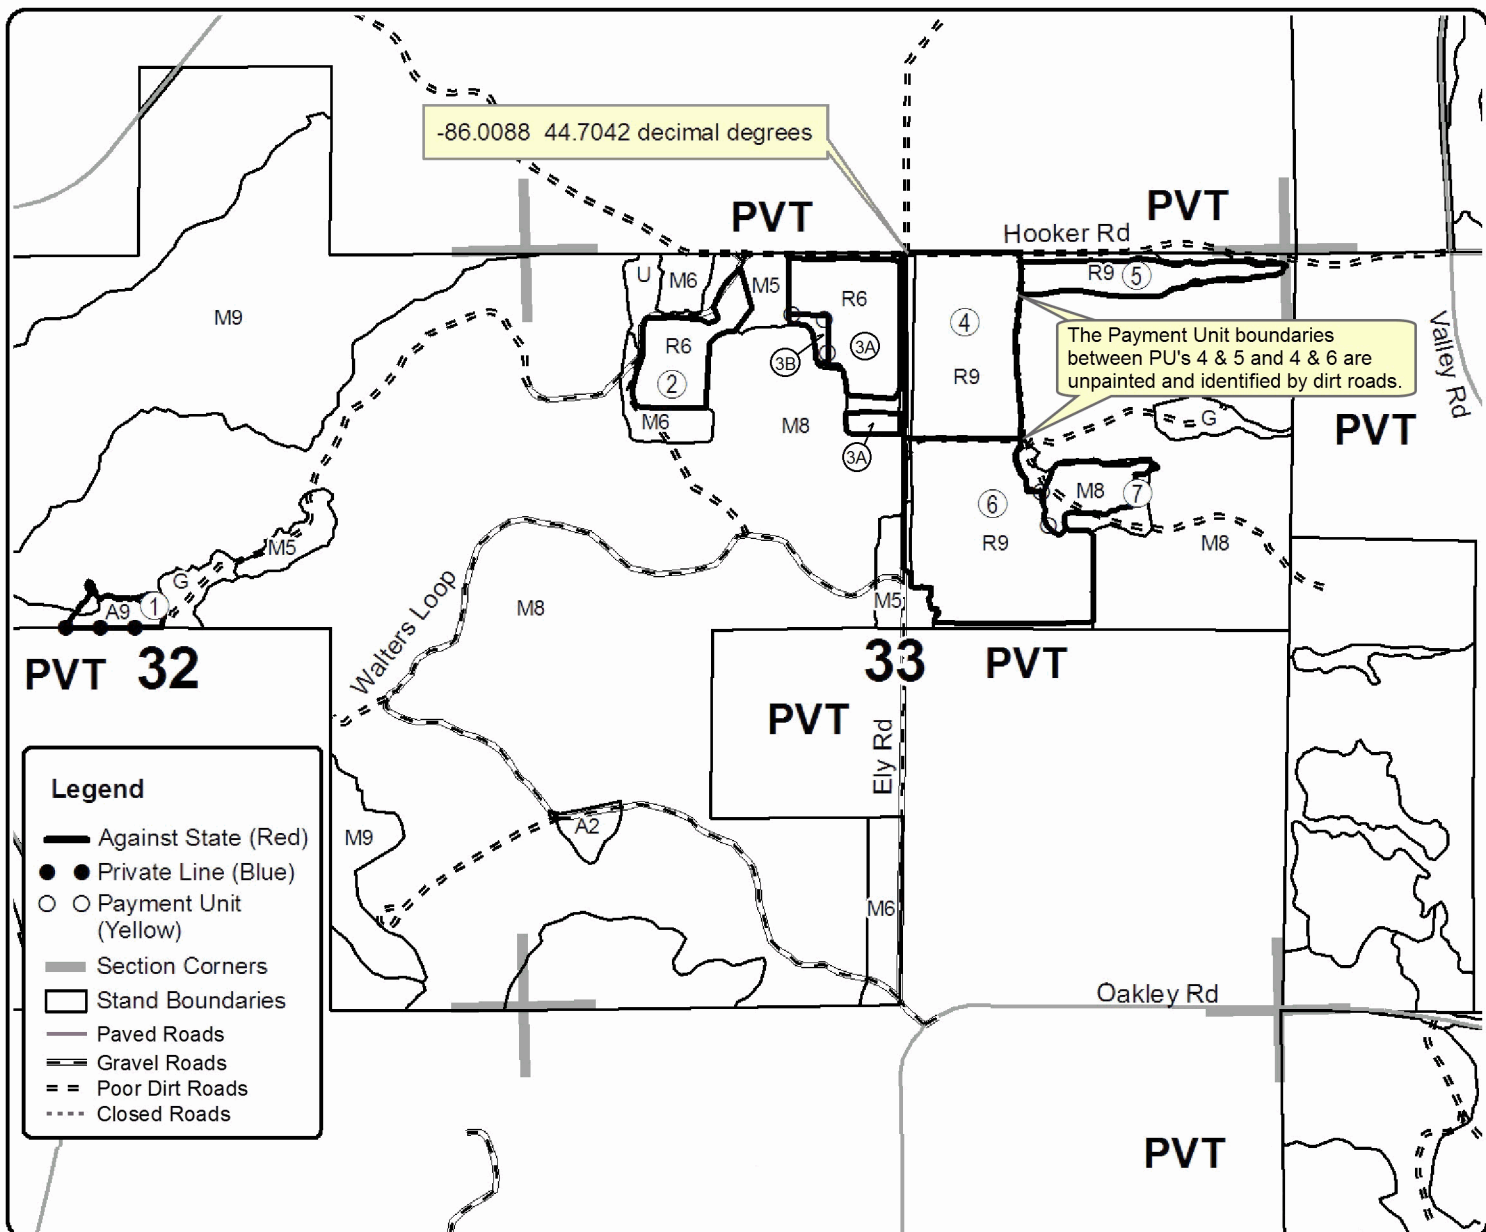 -86.0088 44.7042 decimal degrees
PVT
PVT
Hooker Rd
U
M6
M5
R9
5
M9
R6
4
The Payment Unit boundaries
between PU's 4 & 5 and 4 & 6 are
unpainted and identified by dirt roads.
Valley Rd
R6
3B
3A
2
R9
M6
M8
G
PVT
3A
M5
6
M8
7
R9
M8
G
A9
1
M8
M5
Walters Loop
PVT
32
33
PVT
PVT
Ely Rd
Legend
Against State (Red)
Private Line (Blue)
Payment Unit
(Yellow)
Section Corners
Stand Boundaries
Paved Roads
Gravel Roads
Poor Dirt Roads
Closed Roads
M9
A2
M6
Oakley Rd
PVT